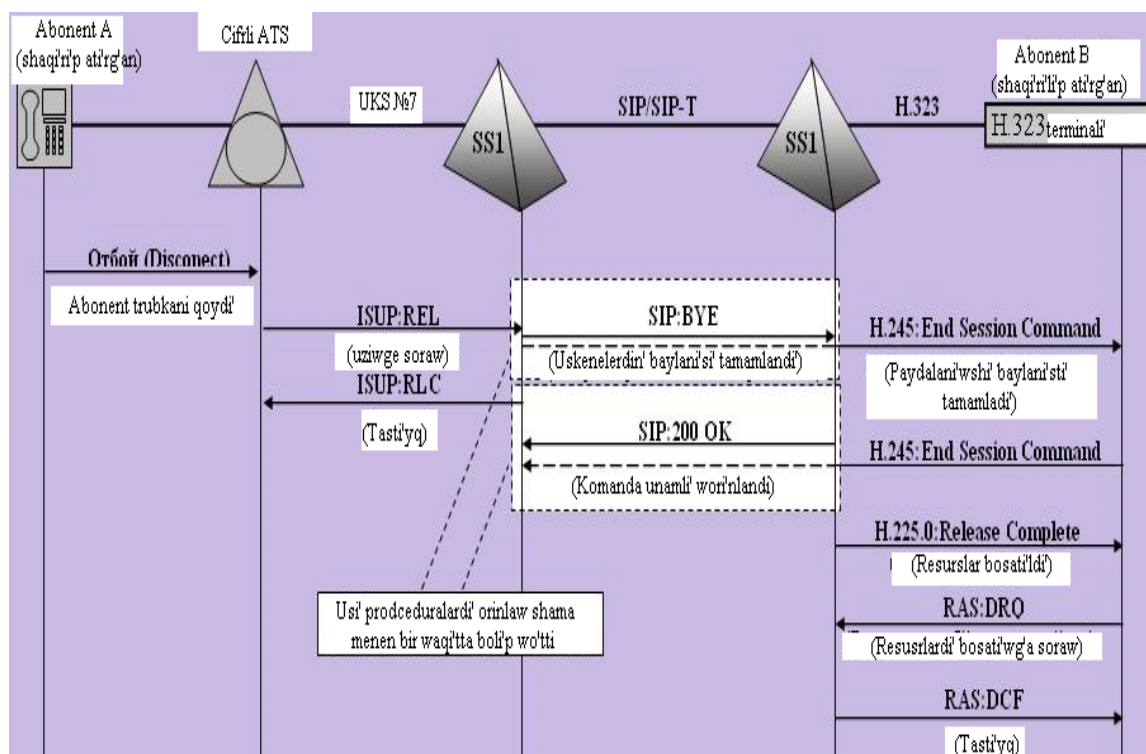 Abonent A
(shaqi'ri'p ati'rg'an)
Cifrli ATS
UKS №7
SS1
SIP/SIP-T
SS1
H.323
Abonent B
(shaqi'ri'li'p ati'rg'an)
H.323 terminali'
Отбой (Disconect)
Abonent trubkani qoydi'
ISUP:REL
(uziwge soraw)
SIP:BYE
(Uskenelerdin' baylani'si' tamamlandi')
H.245: End Session Command
(Paydalani'wshi' baylani'sti'
tamamladi')
ISUP:RLC
(Tasti'yq)
SIP:200 OK
(Komanda unamli' wori'nlandi)
H.245: End Session Command
H.225.0:Release Complete
(Resurslar bosati'ldi')
Usi' prodceduralardi' orinlaw shama
menen bir waqi'tta boli'p wo'tti
RAS:DRQ
(Resusrlardi' bosati'wg'a soraw)
RAS:DCF
(Tasti'yq)